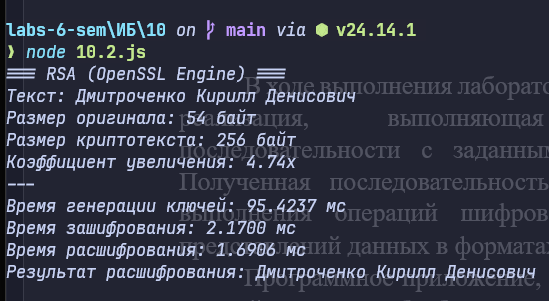 labs-6-sem\ИБ\10 on main via v24.14.1
❯ node 10.2.js
=== RSA (OpenSSL Engine) ===
Текст: Дмитроченко Кирилл Денисович
Размер оригинала: 54 байт
Размер криптотекста: 256 байт
Коэффициент увеличения: 4.74x
---
Время генерации ключей: 95.4237 мс
Время зашифрования: 2.1700 мс
Время расшифрования: 1.6906 мс
Результат расшифрования: Дмитроченко Кирилл Денисович
В ходе выполнения лаборато
выполняющая
последовательности с заданным
Полученная последовательность
выполнения операций шифров
представлений данных в форматах
Программное приложение,